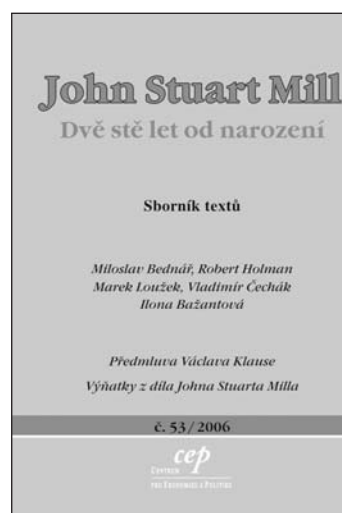 John Stuart Mill
Dvě stě let od narození
Sborník textů
Miloslav Bednář, Robert Holman
Marek Loužek, Vladimír Čechák
Ilona Bažantová
Předmluva Václava Klause
Výňatky z díla Johna Stuarta Milla
č. 53/2006
cep
Centrum
pro Ekonomiku a Politiku